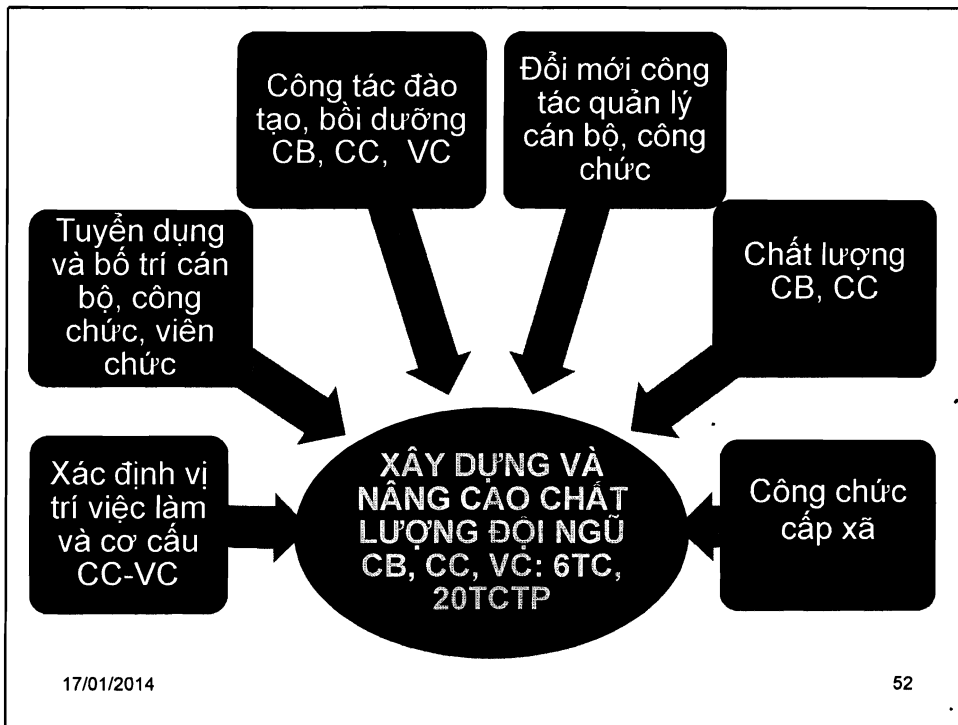 Công tác đào
tạo, bồi dưỡng
CB, CC, VC
Đổi mới công
tác quản lý
cán bộ, công
chức
Tuyển dụng
và bố trí cán
bộ, công
chức, viên
chức
Chất lượng
CB, CC
Xác định vị
trí việc làm
và cơ cấu
CC-VC
XÂY DỰNG VÀ
NÂNG CAO CHẤT
LƯỢNG ĐỘI NGŨ
CB, CC, VC: 6TC,
20TCTP
Công chức
cấp xã
17/01/2014
52